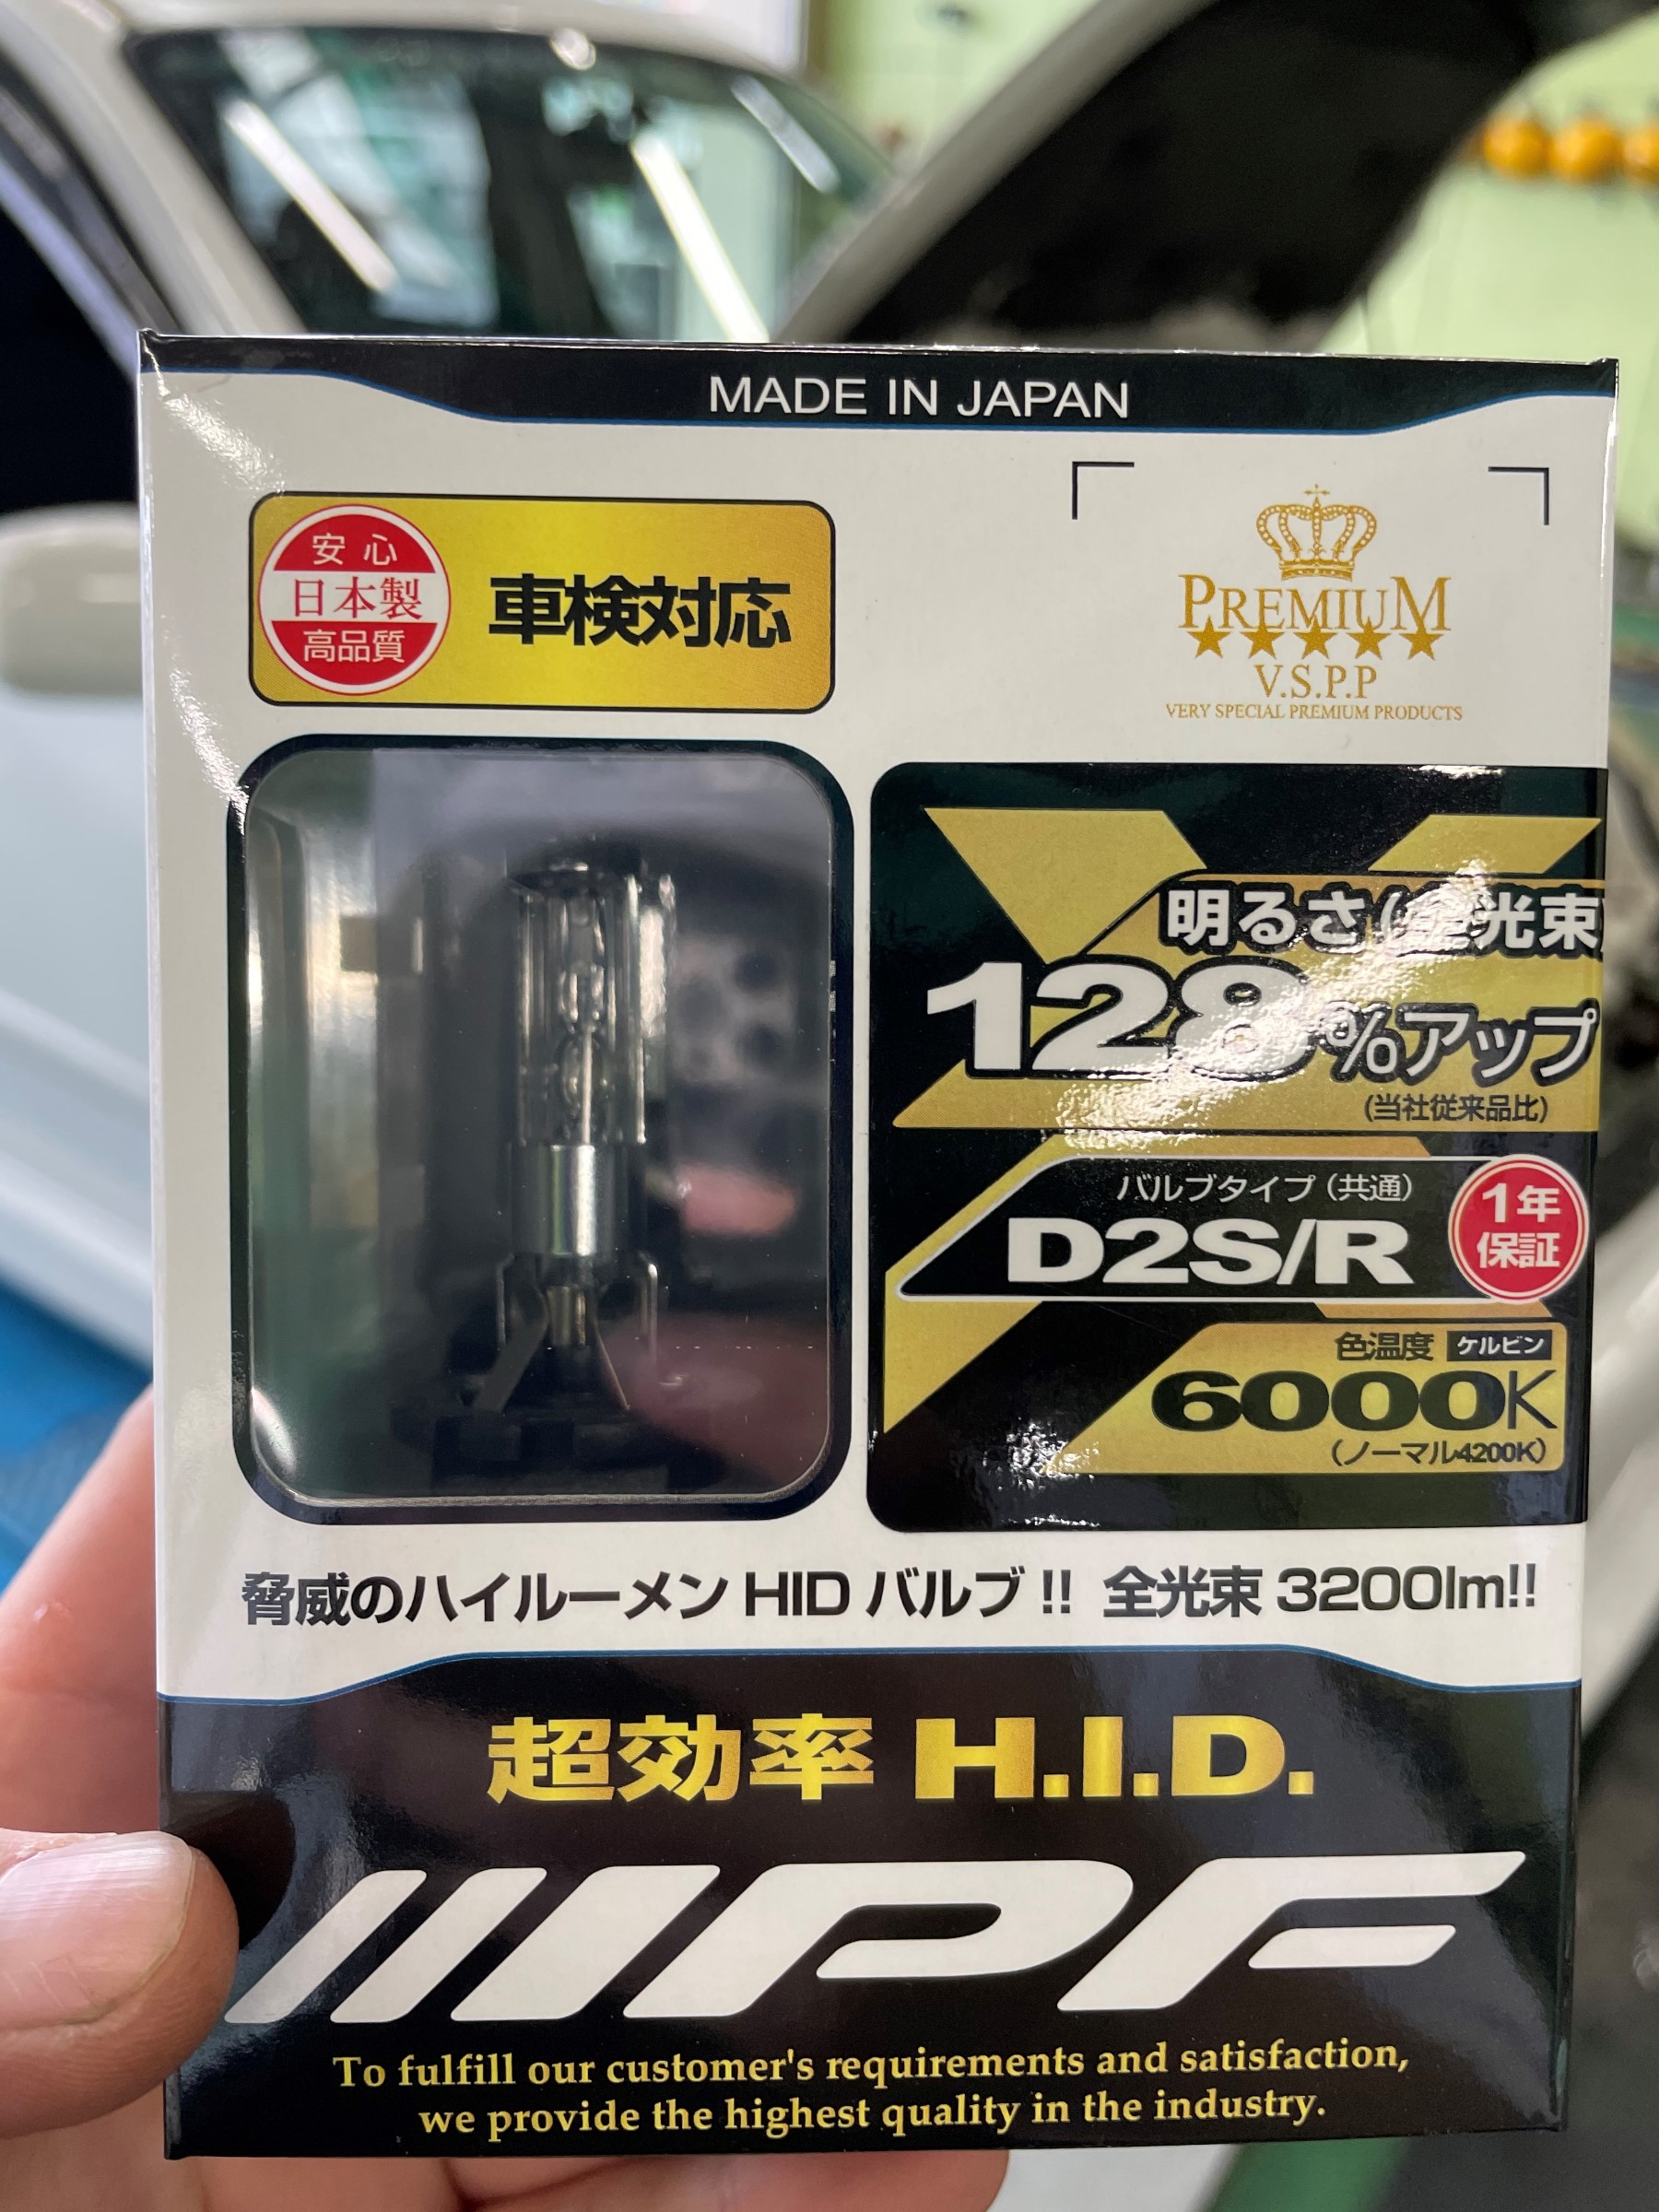 MADE IN JAPAN
安心
日本製
高品質
車検対応
PREMIUM
V.S.P.P
VERY SPECIAL PREMIUM PRODUCTS
明るさ(全光束)
128%アップ
(当社従来品比)
バルブタイプ(共通)
D2S/R
1年
保証
色温度 ケルビン
6000K
(ノーマル4200K)
脅威のハイルーメン HID バルブ!! 全光束 3200lm!!
超効率 H.I.D.
IPF
To fulfill our customer's requirements and satisfaction,
we provide the highest quality in the industry.